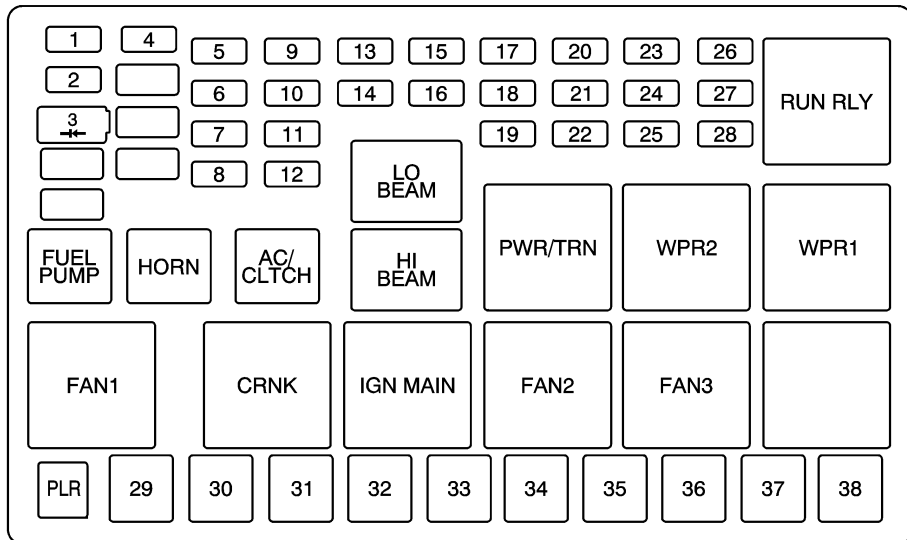 1
4
5
9
13
15
17
20
23
26
2
6
10
14
16
18
21
24
27
RUN RLY
3
7
11
19
22
25
28
8
12
LO
BEAM
FUEL
PUMP
HORN
AC/
CLTCH
HI
BEAM
PWR/TRN
WPR2
WPR1
FAN1
CRNK
IGN MAIN
FAN2
FAN3
PLR
29
30
31
32
33
34
35
36
37
38